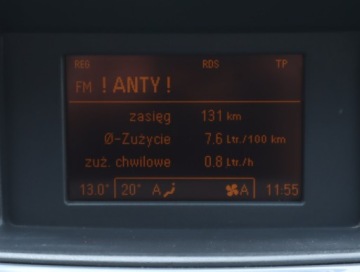 REG RDS TP
FM !ANTY!
zasięg 131 km
Ø-Zużycie 7.6 Ltr./100 km
zuż. chwilowe 0.8 Ltr./h
13.0° 20° A A 11:55